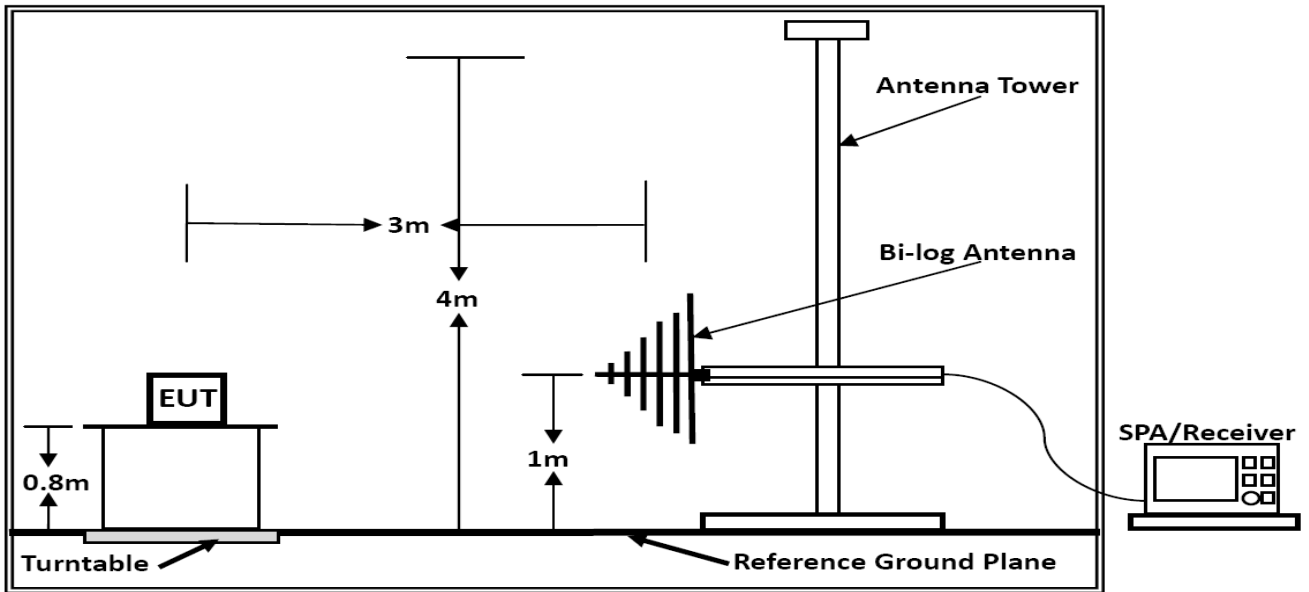 Antenna Tower
3m
Bi-log Antenna
4m
EUT
SPA/Receiver
1m
0.8m
Turntable
Reference Ground Plane